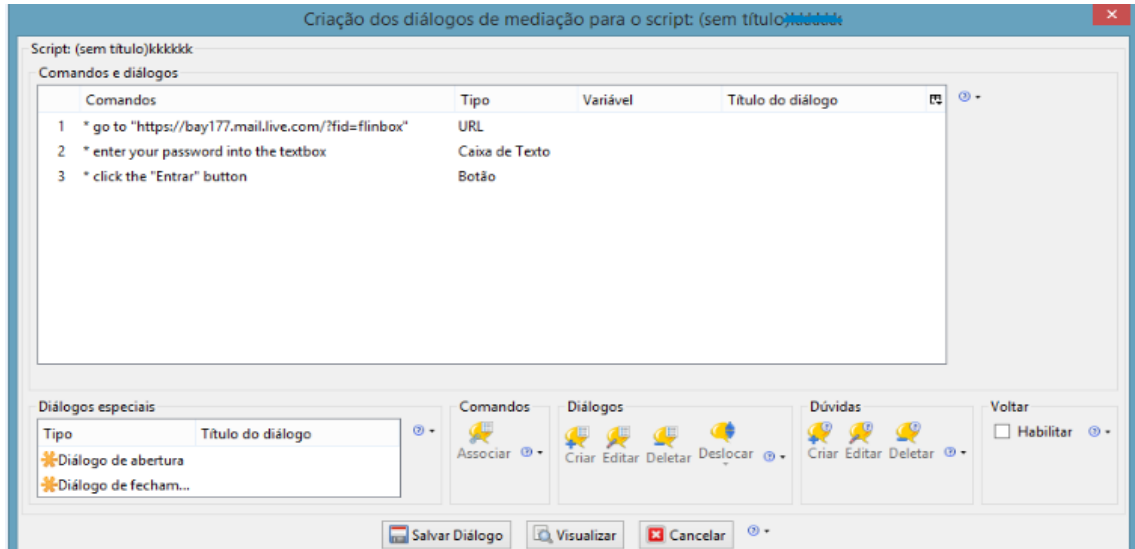 Criação dos diálogos de mediação para o script: (sem título)kkkkkk
Script: (sem título)kkkkkk
Comandos e diálogos
Comandos Tipo Variável Título do diálogo
1 * go to "https://bay177.mail.live.com/?fid=flinbox" URL
2 * enter your password into the textbox Caixa de Texto
3 * click the "Entrar" button Botão
Diálogos especiais Comandos Diálogos Dúvidas Voltar
Tipo Título do diálogo
Habilitar
Associar Criar Editar Deletar Deslocar Criar Editar Deletar
Diálogo de abertura
Diálogo de fecham...
Salvar Diálogo Visualizar Cancelar